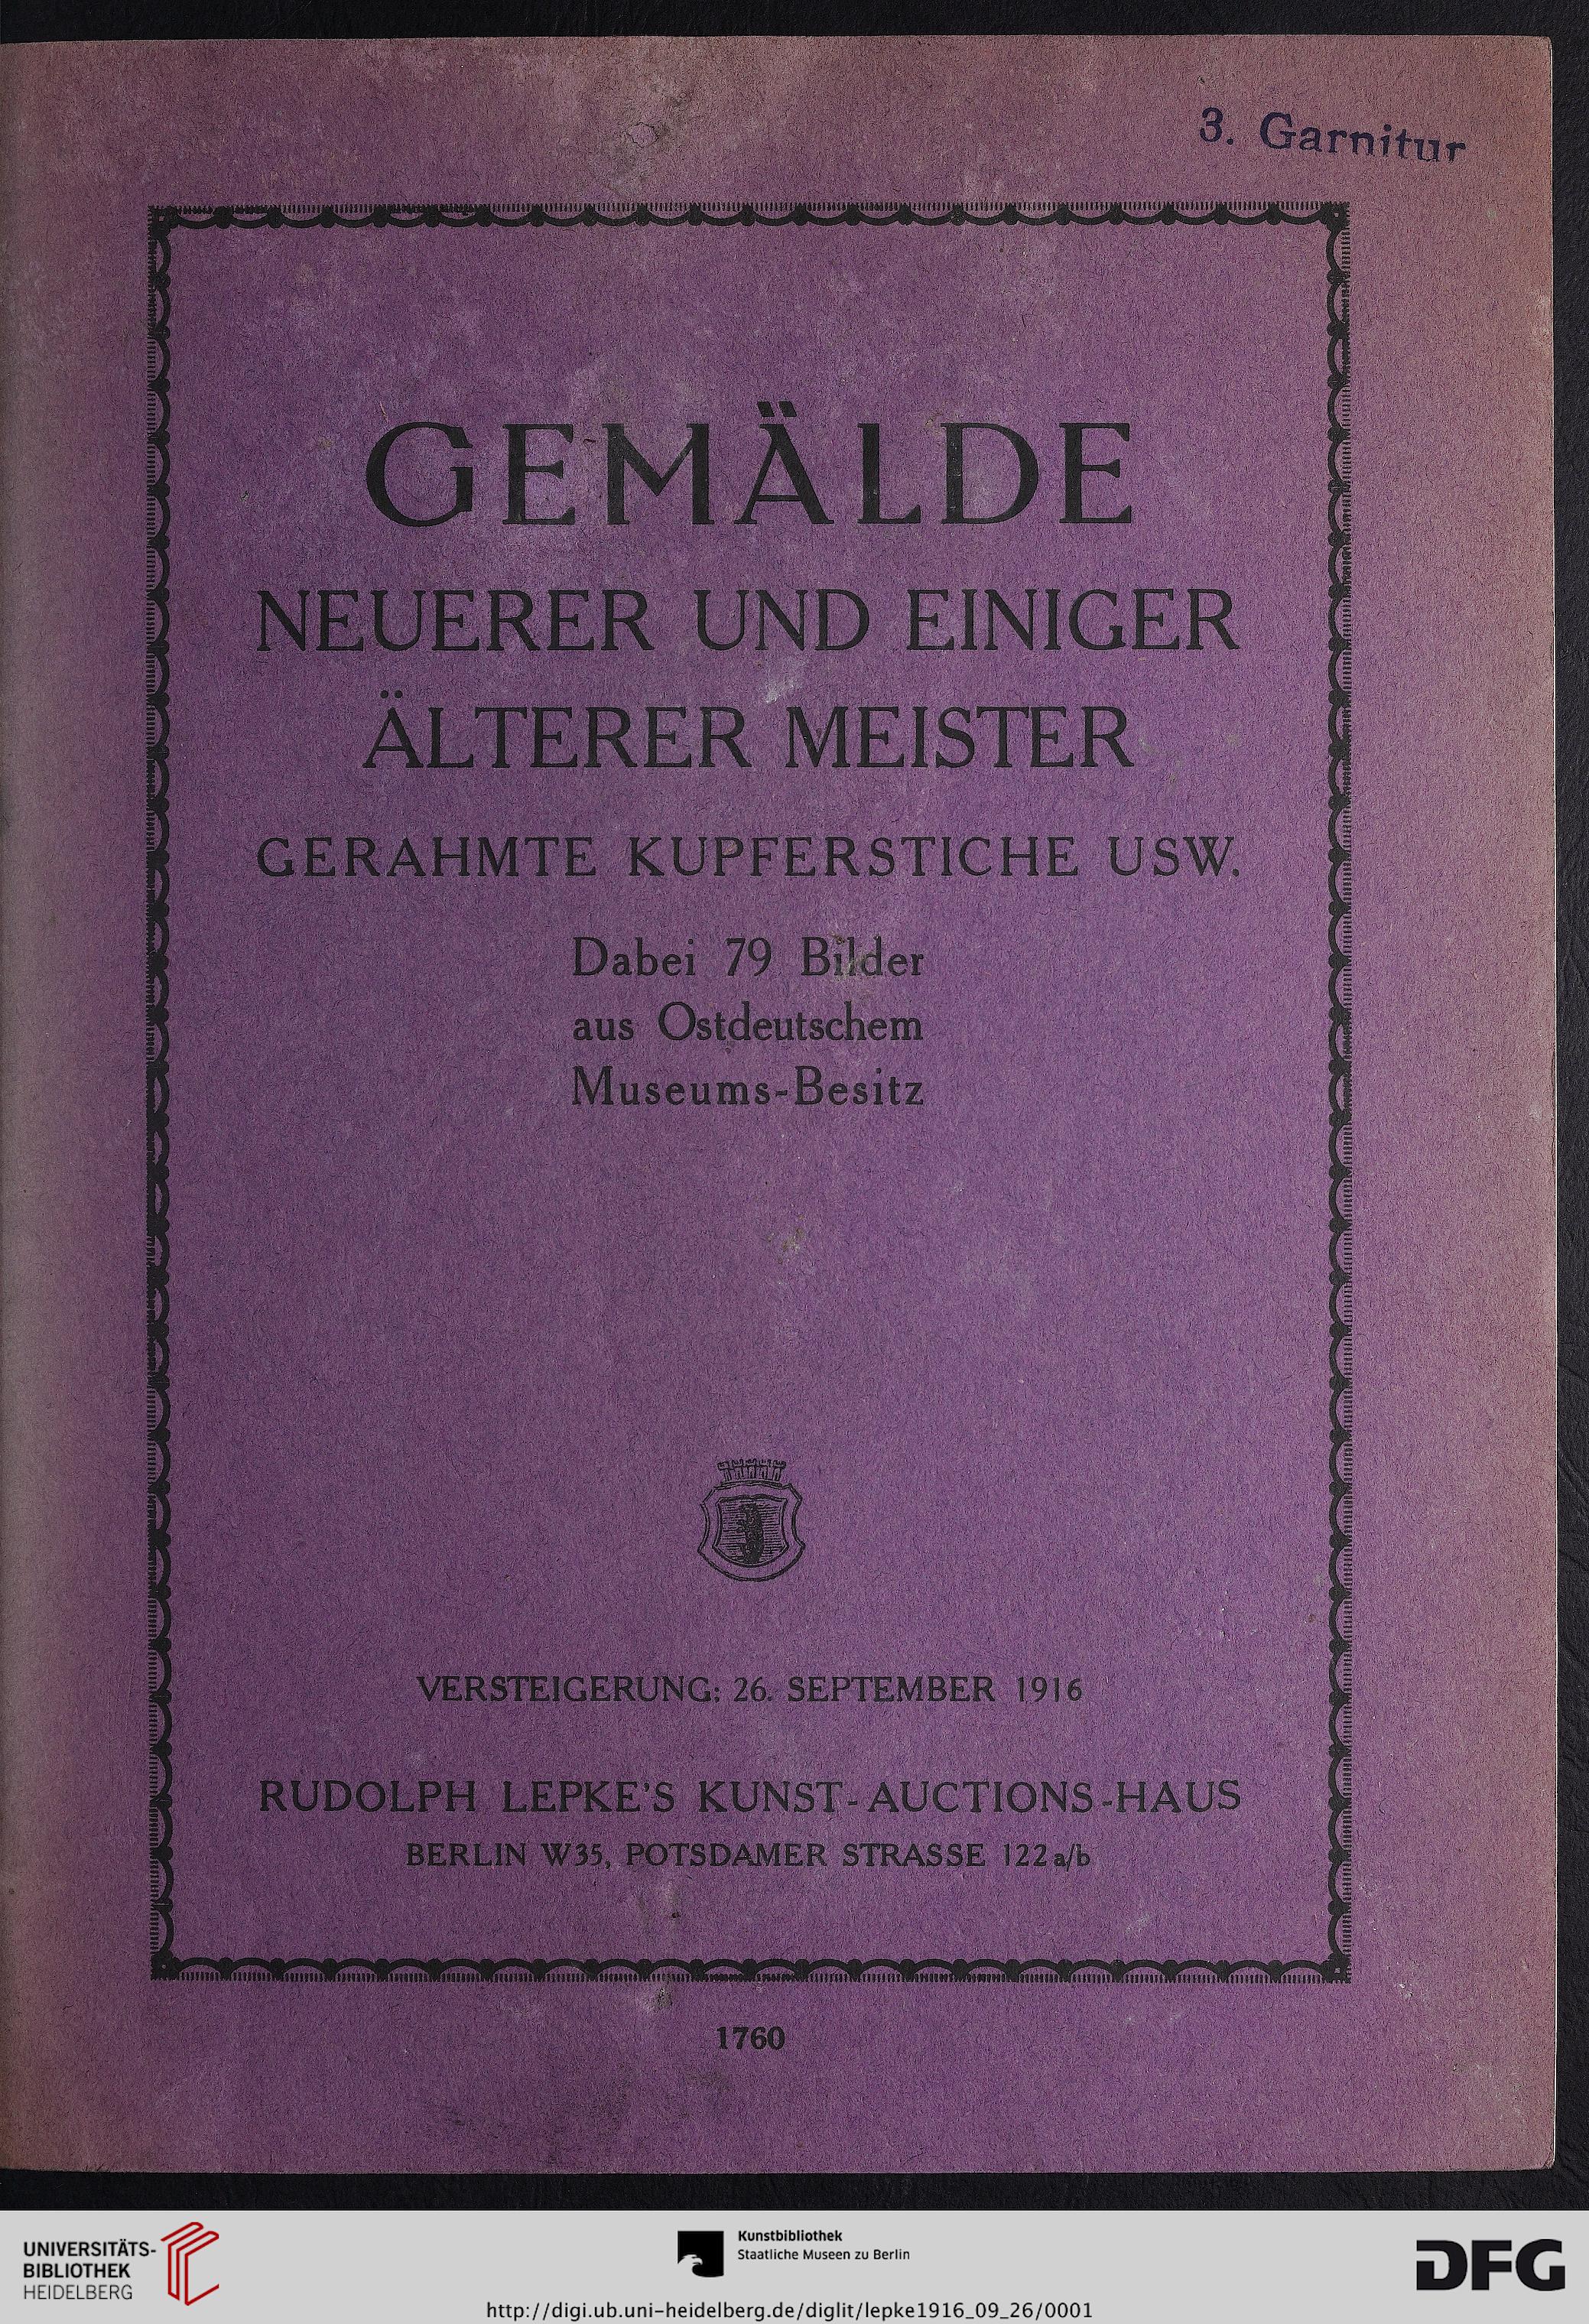 3. Garnitur
GEMÄLDE
NEUERER UND EINIGER
ÄLTERER MEISTER
GERAHMTE KUPFERSTICHE USW.
Dabei 79 Bilder
aus Ostdeutschem
Museums-Besitz
VERSTEIGERUNG: 26. SEPTEMBER 1916
RUDOLPH LEPKE'S KUNST-AUCTIONS-HAUS
BERLIN W35, POTSDAMER STRASSE 122 a/b
1760
UNIVERSITÄTS-
BIBLIOTHEK
HEIDELBERG
Kunstbibliothek
Staatliche Museen zu Berlin
DFG
http://digi.ub.uni-heidelberg.de/diglit/lepke1916_09_26/0001